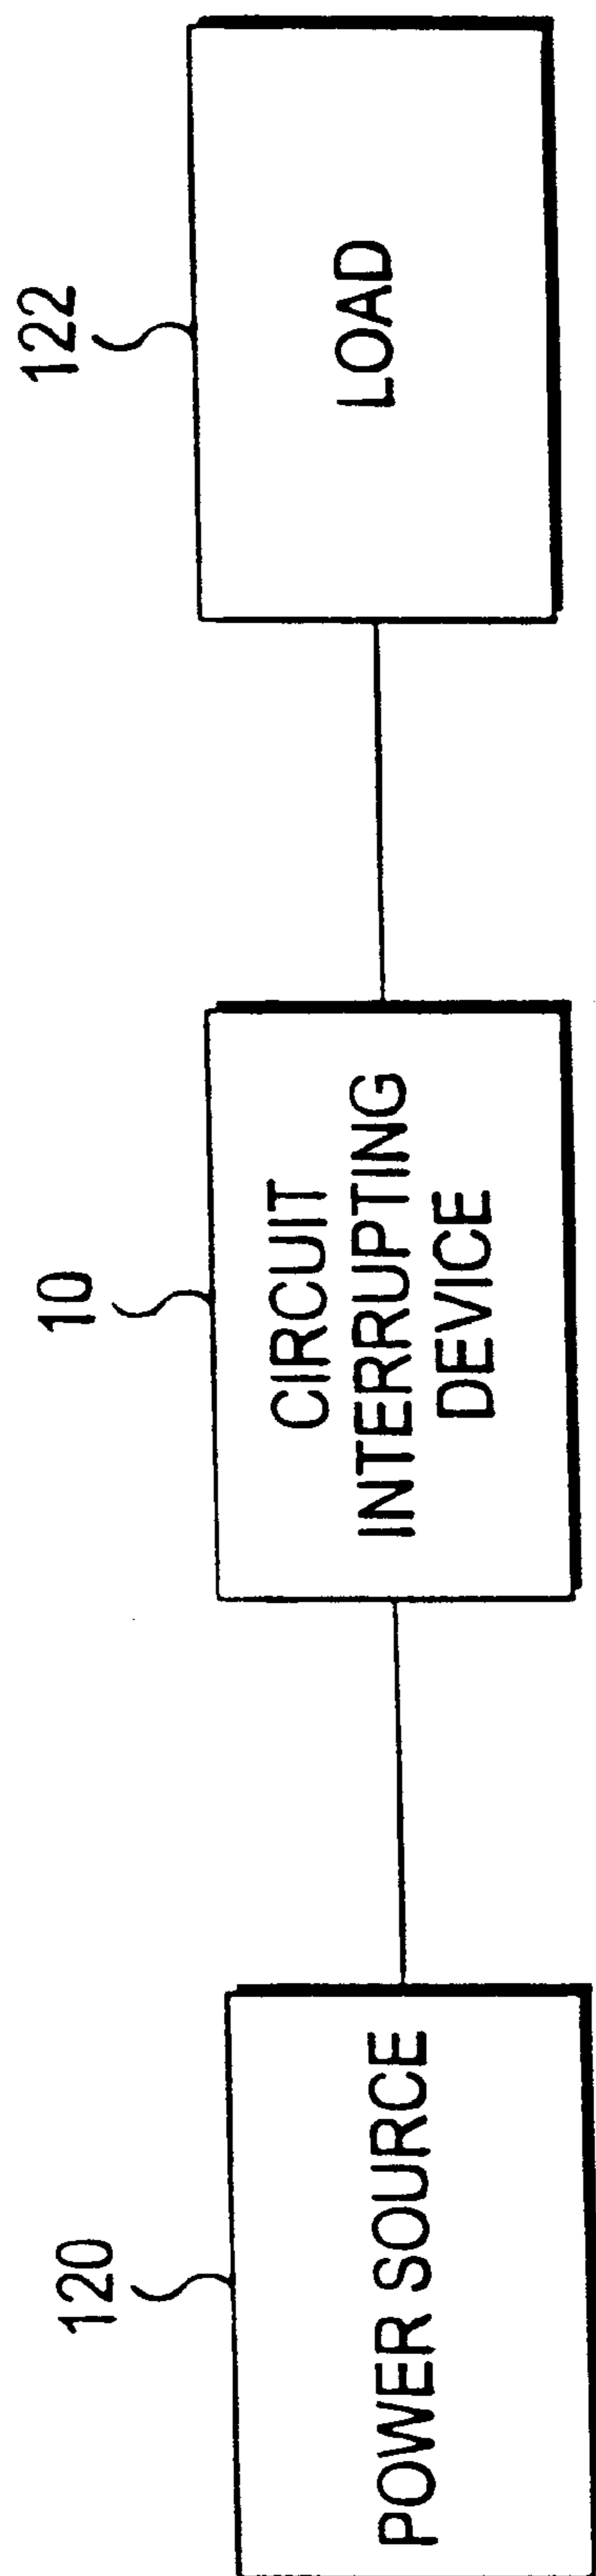 120
POWER SOURCE
10
CIRCUIT
INTERRUPTING
DEVICE
122
LOAD